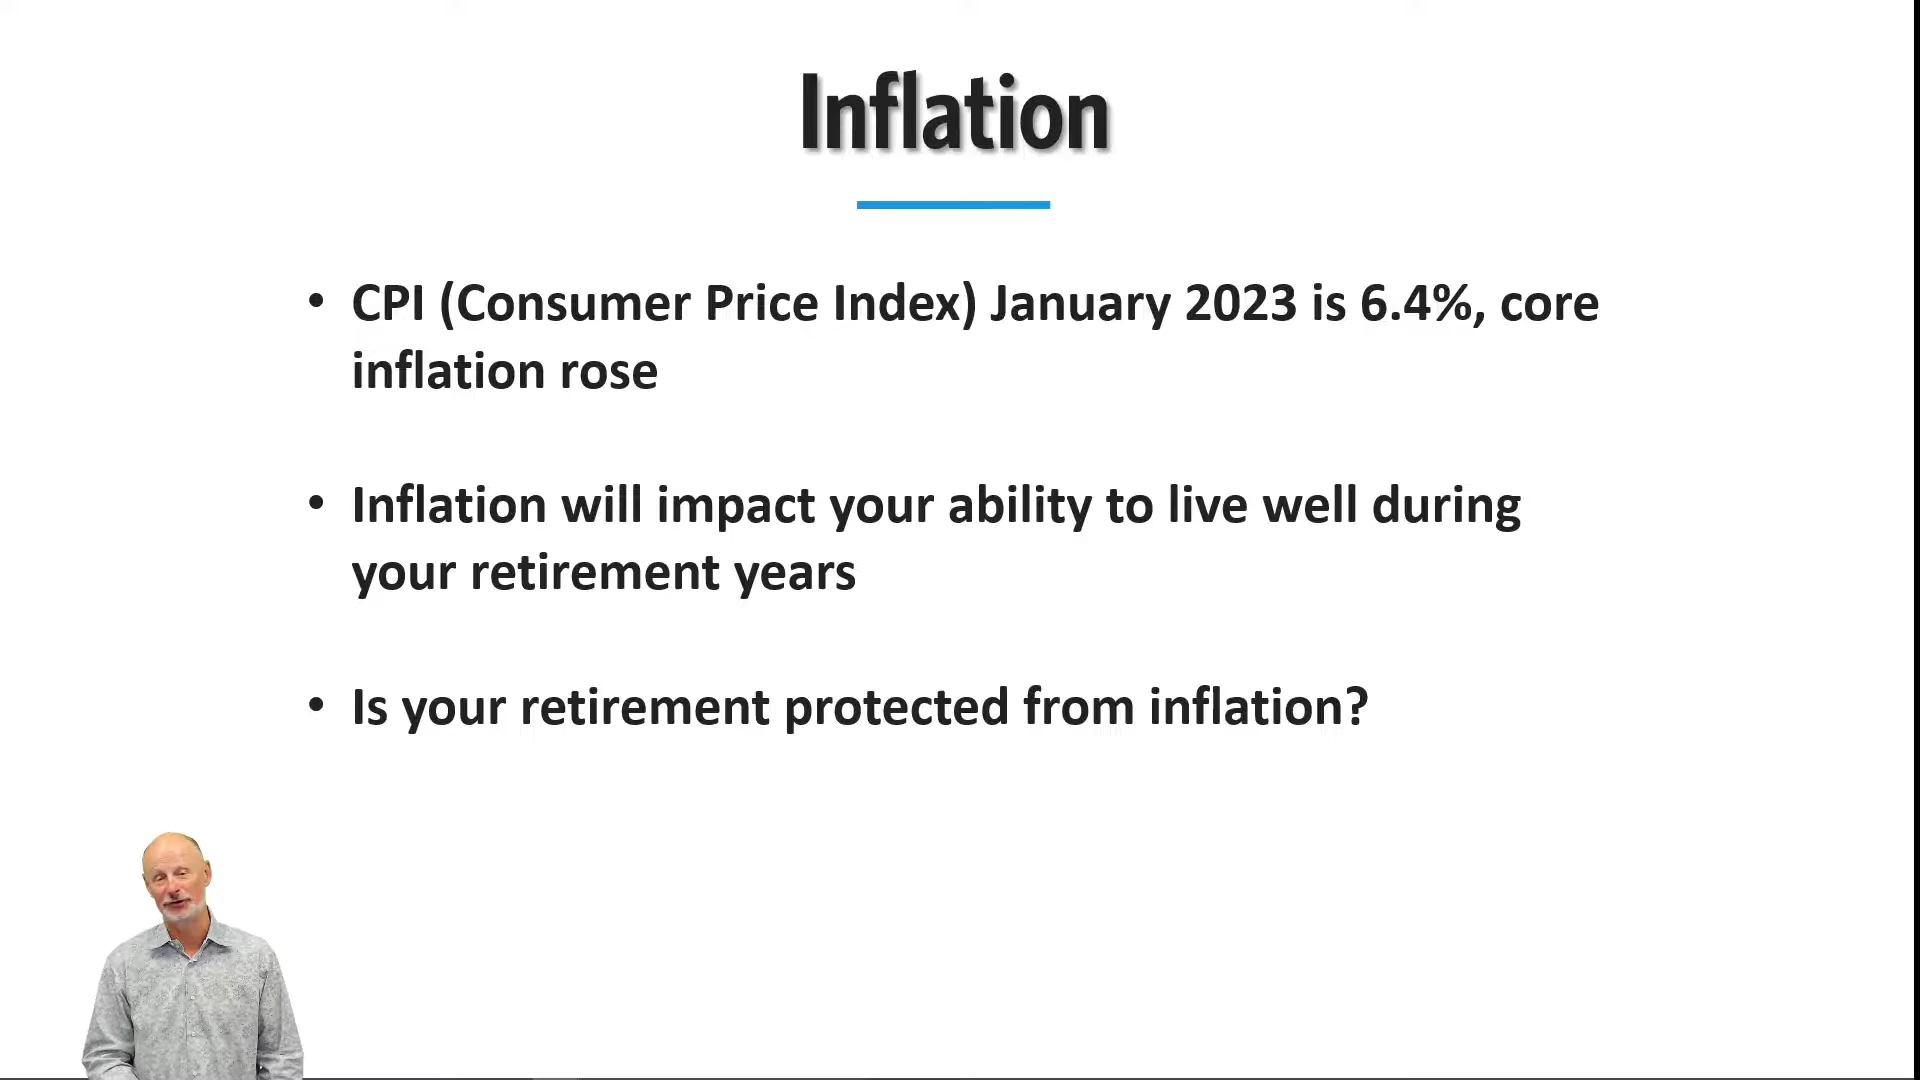 Inflation
• CPI (Consumer Price Index) January 2023 is 6.4%, core
inflation rose
• Inflation will impact your ability to live well during
your retirement years
• Is your retirement protected from inflation?